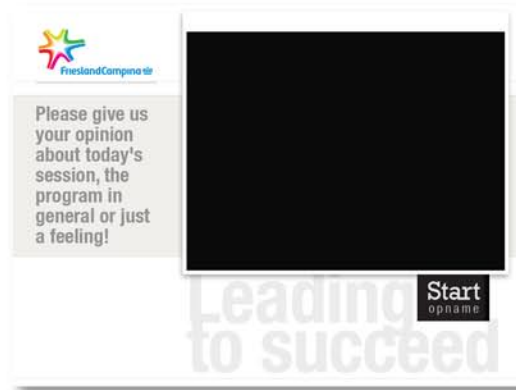 FrieslandCampina
Please give us
your opinion
about today's
session, the
program in
general or just
a feeling!
Start
opname
Leading
to succeed